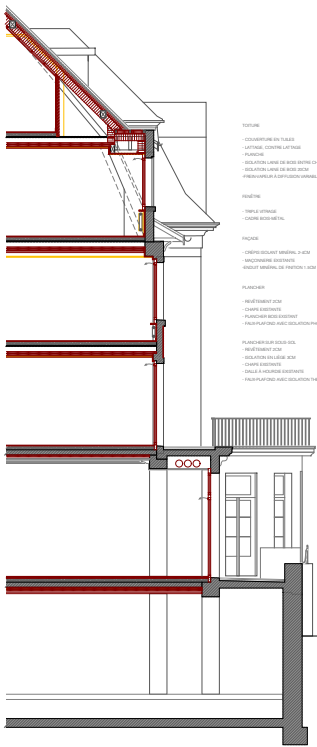 TOITURE
- COUVERTURE EN TUILES
- LATTAGE, CONTRE LATTAGE
- PLANCHE
- ISOLATION LAINE DE BOIS ENTRE CH
- ISOLATION LAINE DE BOIS 30CM
-FREIN-VAPEUR À DIFFUSION VARIABL
FENÊTRE
- TRIPLE VITRAGE
- CADRE BOIS-MÉTAL
FAÇADE
- CRÉPIS ISOLANT MINÉRAL 2-4CM
- MAÇONNERIE EXISTANTE
-ENDUIT MINÉRAL DE FINITION 1.2CM
PLANCHER
- REVÊTEMENT 2CM
- CHAPE EXISTANTE
- PLANCHER BOIS EXISTANT
- FAUX-PLAFONS AVEC ISOLATION PH
PLANCHER SUR SOUS-SOL
- REVÊTEMENT 2CM
- ISOLATION EN LIÈGE 3CM
- CHAPE EXISTANTE
- DALLE À HOURDIS EXISTANTE
- FAUX-PLAFONS AVEC ISOLATION TH